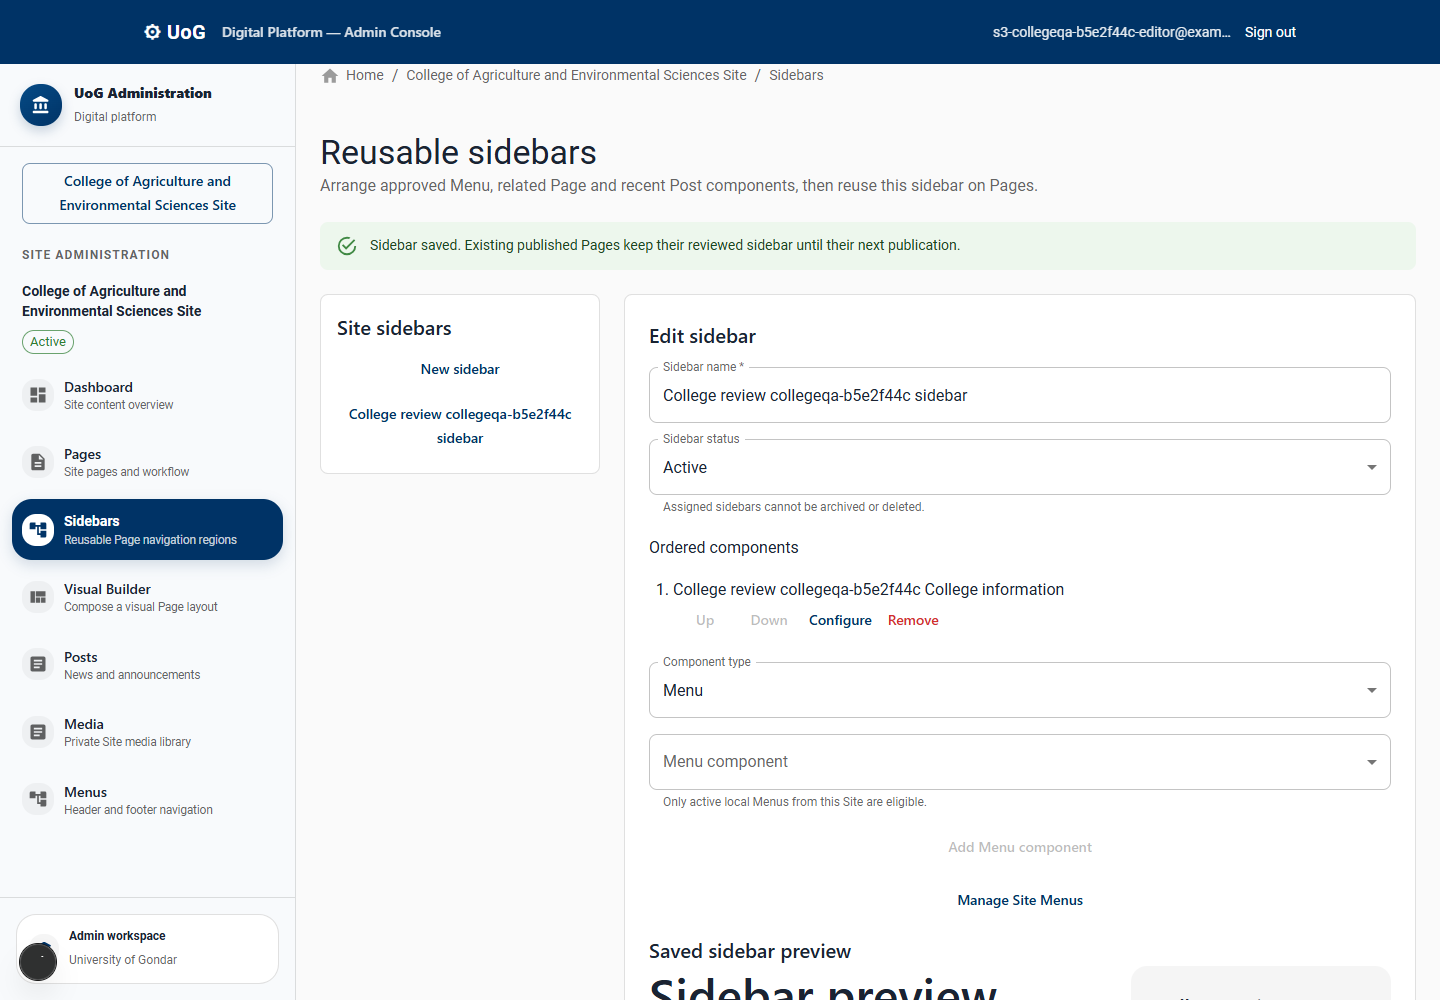 UoG
Digital Platform — Admin Console
s3-collegeqa-b5e2f44c-editor@exam...
Sign out
UoG Administration
Digital platform
College of Agriculture and
Environmental Sciences Site
SITE ADMINISTRATION
College of Agriculture and
Environmental Sciences Site
Active
Dashboard
Site content overview
Pages
Site pages and workflow
Sidebars
Reusable Page navigation regions
Visual Builder
Compose a visual Page layout
Posts
News and announcements
Media
Private Site media library
Menus
Header and footer navigation
Admin workspace
University of Gondar
Home / College of Agriculture and Environmental Sciences Site / Sidebars
Reusable sidebars
Arrange approved Menu, related Page and recent Post components, then reuse this sidebar on Pages.
Sidebar saved. Existing published Pages keep their reviewed sidebar until their next publication.
Site sidebars
New sidebar
College review collegeqa-b5e2f44c
sidebar
Edit sidebar
Sidebar name *
College review collegeqa-b5e2f44c sidebar
Sidebar status
Active
Assigned sidebars cannot be archived or deleted.
Ordered components
1. College review collegeqa-b5e2f44c College information
Up Down Configure Remove
Component type
Menu
Menu component
Only active local Menus from this Site are eligible.
Add Menu component
Manage Site Menus
Saved sidebar preview
Sidebar preview